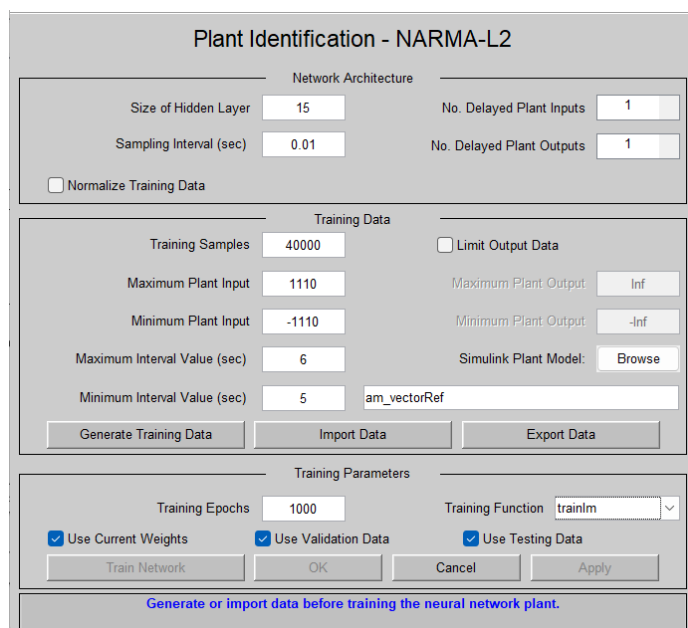 Plant Identification - NARMA-L2
Network Architecture
Size of Hidden Layer 15 No. Delayed Plant Inputs 1
Sampling Interval (sec) 0.01 No. Delayed Plant Outputs 1
Normalize Training Data
Training Data
Training Samples 40000 Limit Output Data
Maximum Plant Input 1110 Maximum Plant Output Inf
Minimum Plant Input -1110 Minimum Plant Output -Inf
Maximum Interval Value (sec) 6 Simulink Plant Model: Browse
Minimum Interval Value (sec) 5 am_vectorRef
Generate Training Data Import Data Export Data
Training Parameters
Training Epochs 1000 Training Function trainlm
Use Current Weights Use Validation Data Use Testing Data
Train Network OK Cancel Apply
Generate or import data before training the neural network plant.